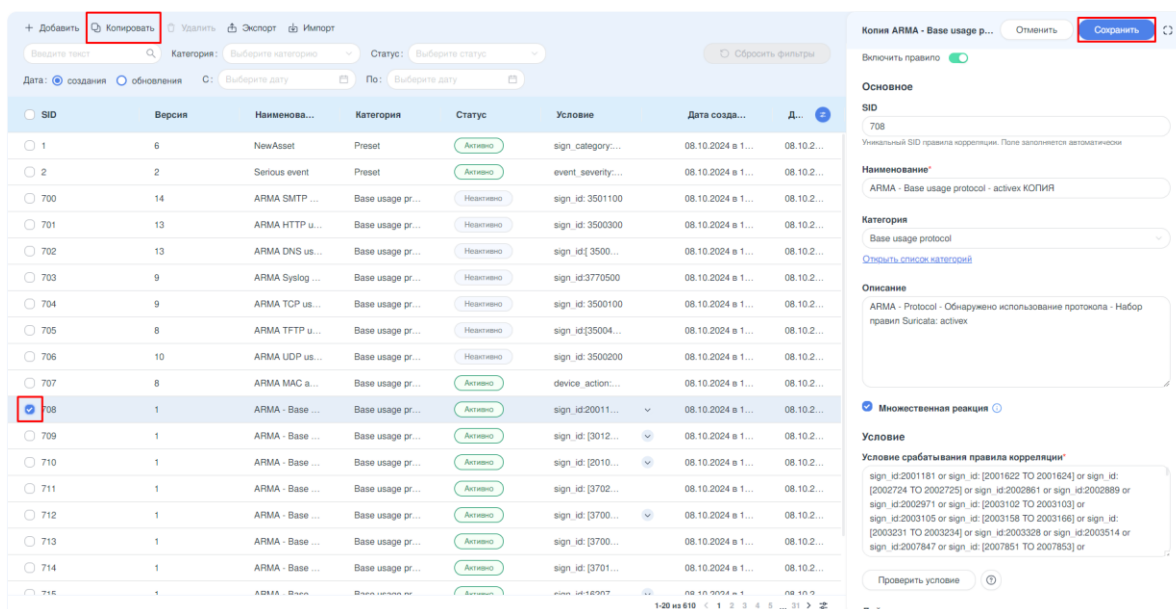 + Добавить Копировать Удалить Экспорт Импорт
Введите текст Категория: Выберите категорию Статус: Выберите статус Сбросить фильтры
Дата: создания обновления С: Выберите дату По: Выберите дату
SID Версия Наименова... Категория Статус Условие Дата созда... Д...
1 6 NewAsset Preset Активно sign_category:... 08.10.2024 в 1... 08.10.2...
2 2 Serious event Preset Активно event_severity:... 08.10.2024 в 1... 08.10.2...
700 14 ARMA SMTP ... Base usage pr... Неактивно sign_id: 3501100 08.10.2024 в 1... 08.10.2...
701 13 ARMA HTTP u... Base usage pr... Неактивно sign_id: 3500300 08.10.2024 в 1... 08.10.2...
702 13 ARMA DNS us... Base usage pr... Неактивно sign_id:[ 3500... 08.10.2024 в 1... 08.10.2...
703 9 ARMA Syslog ... Base usage pr... Неактивно sign_id:3770500 08.10.2024 в 1... 08.10.2...
704 9 ARMA TCP us... Base usage pr... Неактивно sign_id: 3500100 08.10.2024 в 1... 08.10.2...
705 8 ARMA TFTP u... Base usage pr... Неактивно sign_id:[35004... 08.10.2024 в 1... 08.10.2...
706 10 ARMA UDP us... Base usage pr... Неактивно sign_id: 3500200 08.10.2024 в 1... 08.10.2...
707 8 ARMA MAC a... Base usage pr... Активно device_action:... 08.10.2024 в 1... 08.10.2...
708 1 ARMA - Base ... Base usage pr... Активно sign_id:20011... 08.10.2024 в 1... 08.10.2...
709 1 ARMA - Base ... Base usage pr... Активно sign_id: [3012... 08.10.2024 в 1... 08.10.2...
710 1 ARMA - Base ... Base usage pr... Активно sign_id: [2010... 08.10.2024 в 1... 08.10.2...
711 1 ARMA - Base ... Base usage pr... Активно sign_id: [3702... 08.10.2024 в 1... 08.10.2...
712 1 ARMA - Base ... Base usage pr... Активно sign_id: [3700... 08.10.2024 в 1... 08.10.2...
713 1 ARMA - Base ... Base usage pr... Активно sign_id: [3700... 08.10.2024 в 1... 08.10.2...
714 1 ARMA - Base ... Base usage pr... Активно sign_id: [3701... 08.10.2024 в 1... 08.10.2...
1-20 из 610 < 1 2 3 4 5 ... 31 >
Копия ARMA - Base usage p... Отменить Сохранить
Включить правило
Основное
SID
708
Уникальный SID правила корреляции. Поле заполняется автоматически
Наименование*
ARMA - Base usage protocol - activex КОПИЯ
Категория
Base usage protocol
Открыть список категорий
Описание
ARMA - Protocol - Обнаружено использование протокола - Набор
правил Suricata: activex
Множественная реакция
Условие
Условие срабатывания правила корреляции*
sign_id:2001181 or sign_id: [2001622 TO 2001624] or sign_id:
[2002724 TO 2002725] or sign_id:2002861 or sign_id:2002889 or
sign_id:2002971 or sign_id: [2003102 TO 2003103] or
sign_id:2003105 or sign_id: [2003158 TO 2003166] or sign_id:
[2003231 TO 2003234] or sign_id:2003328 or sign_id:2003514 or
sign_id:2007847 or sign_id: [2007851 TO 2007853] or
Проверить условие